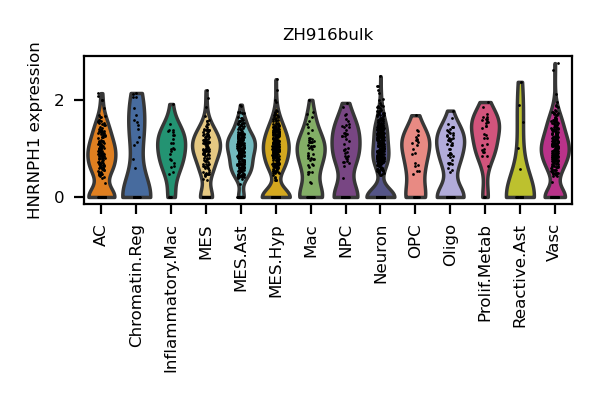 ZH916bulk
HNRNPH1 expression
2
0
AC
Chromatin.Reg
Inflammatory.Mac
MES
MES.Ast
MES.Hyp
Mac
NPC
Neuron
OPC
Oligo
Prolif.Metab
Reactive.Ast
Vasc